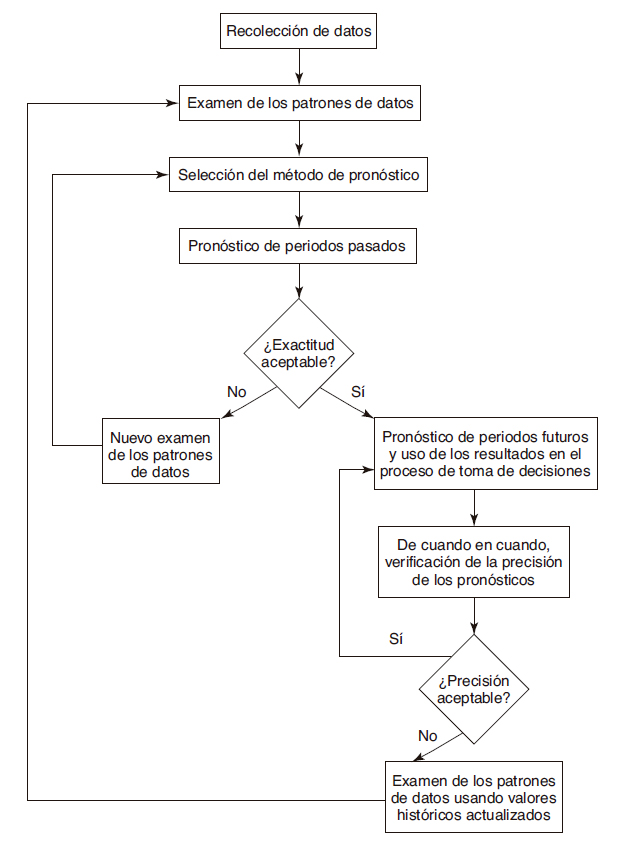 Recolección de datos
Examen de los patrones de datos
Selección del método de pronóstico
Pronóstico de periodos pasados
¿Exactitud
aceptable?
No
Sí
Nuevo examen
de los patrones
de datos
Pronóstico de periodos futuros
y uso de los resultados en el
proceso de toma de decisiones
De cuando en cuando,
verificación de la precisión
de los pronósticos
Sí
¿Precisión
aceptable?
No
Examen de los patrones
de datos usando valores
históricos actualizados